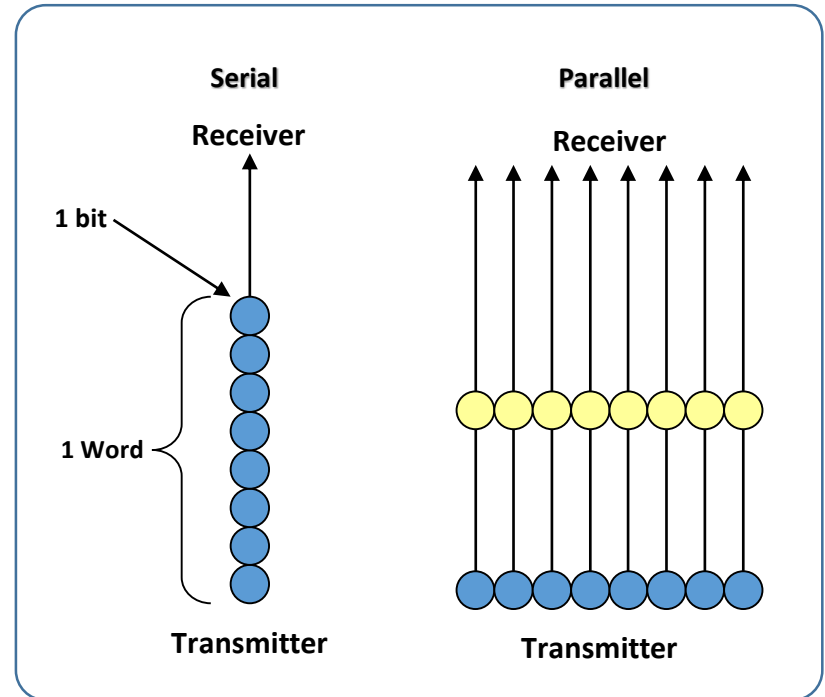 Serial
Receiver
1 bit
1 Word
Transmitter
Parallel
Receiver
Transmitter